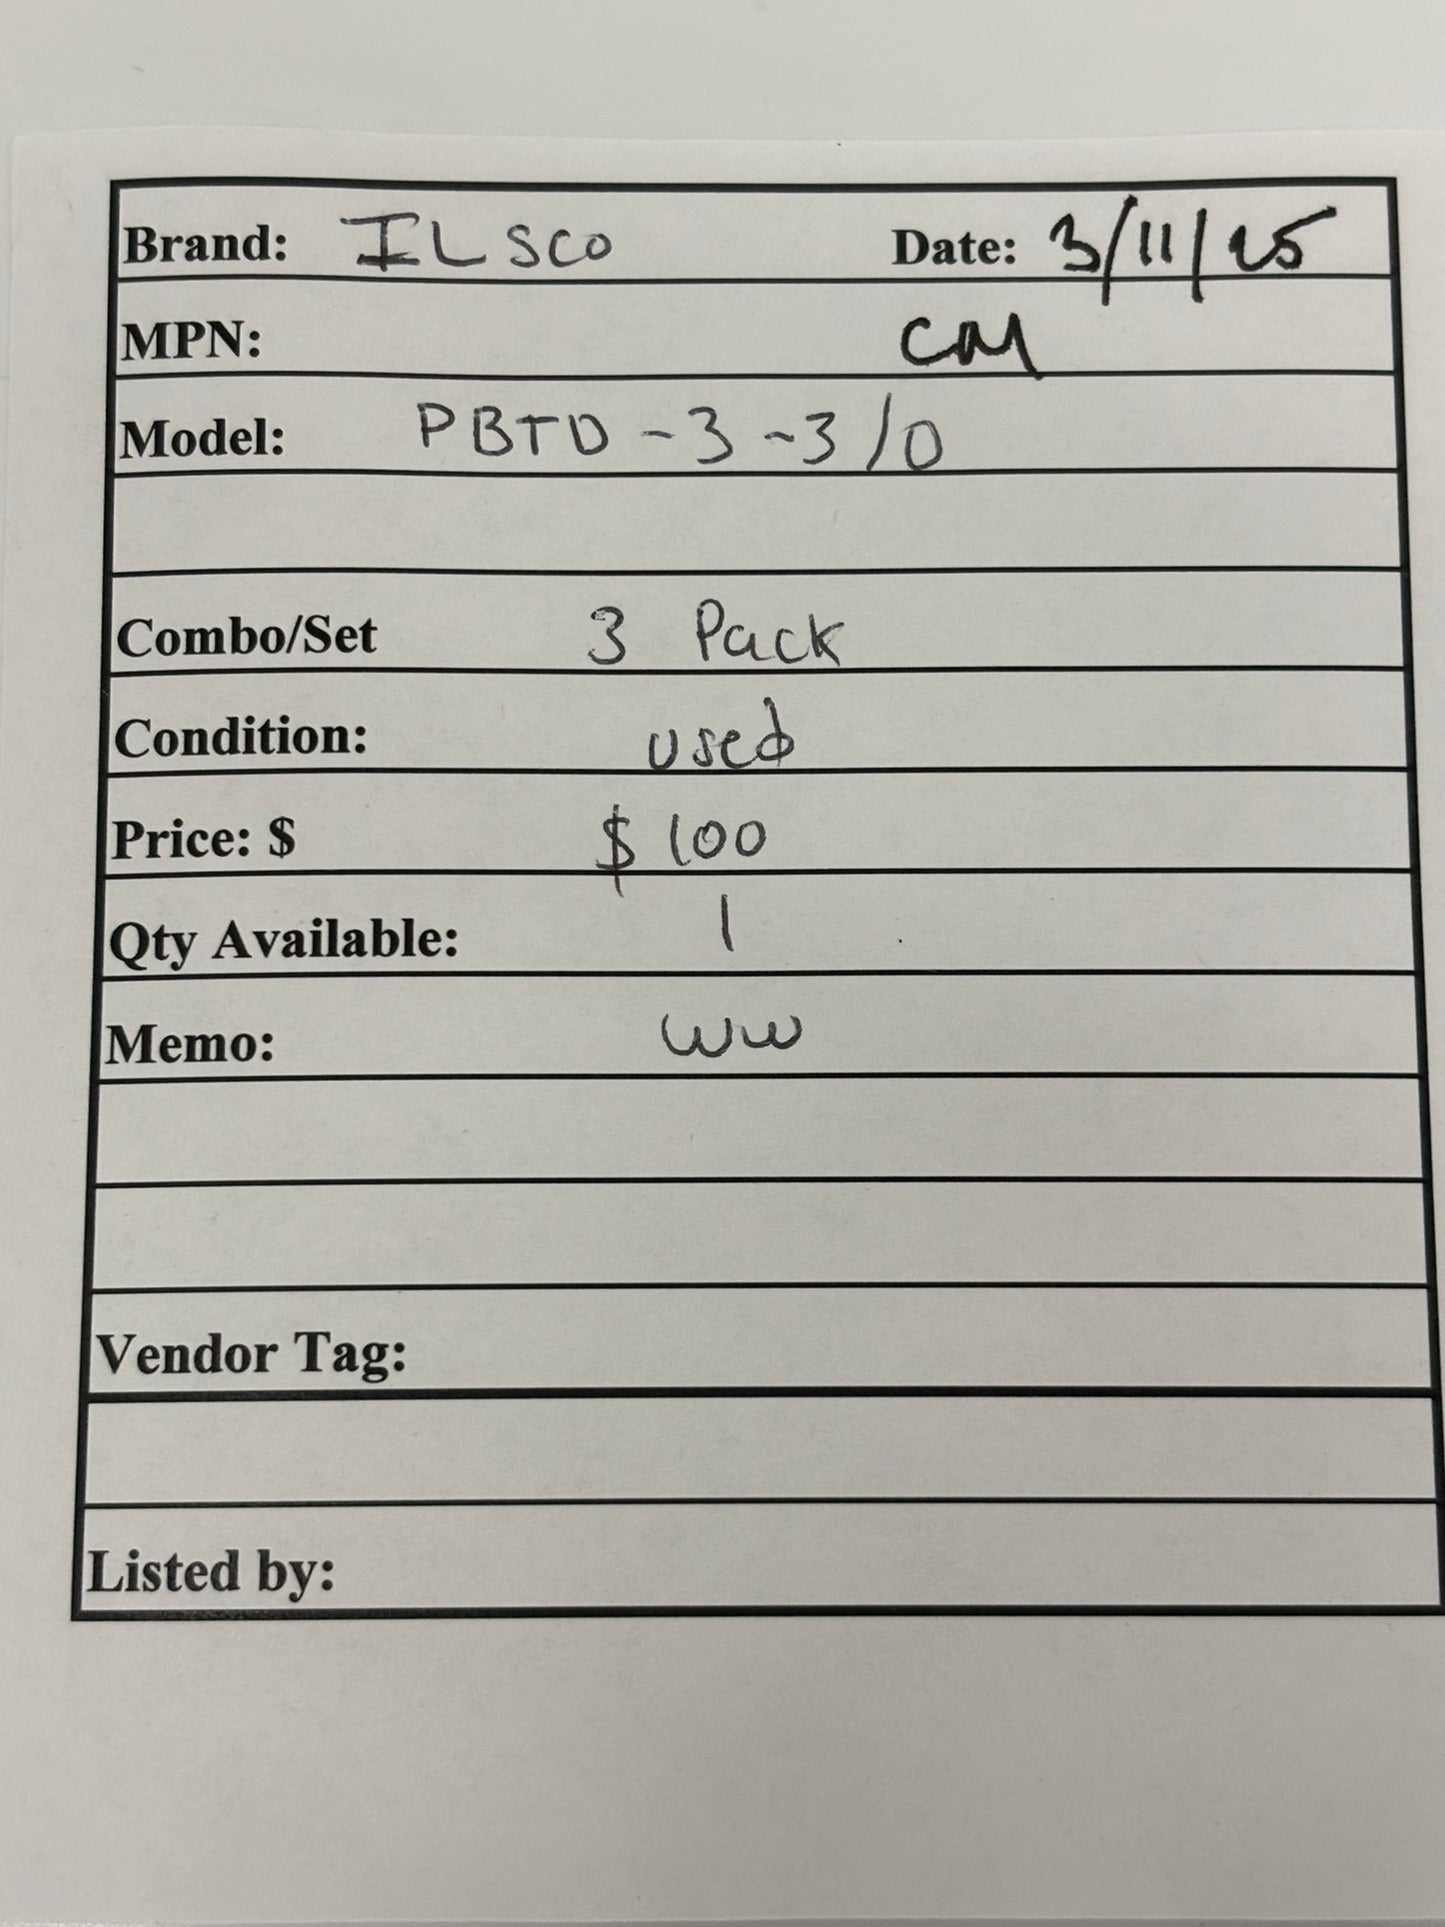 Brand: ILSCO Date: 3/11/25
MPN: CM
Model: PBTD-3-3/0
Combo/Set 3 Pack
Condition: used
Price: $ $100
Qty Available: 1
Memo: WW
Vendor Tag:
Listed by: